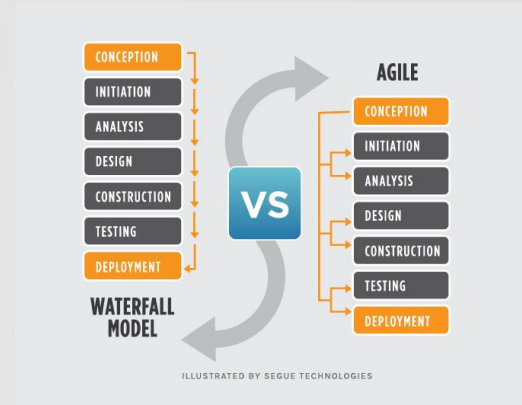 CONCEPTION
INITIATION
ANALYSIS
DESIGN
CONSTRUCTION
TESTING
DEPLOYMENT
WATERFALL
MODEL
VS
AGILE
CONCEPTION
INITIATION
ANALYSIS
DESIGN
CONSTRUCTION
TESTING
DEPLOYMENT
ILLUSTRATED BY SEGUE TECHNOLOGIES